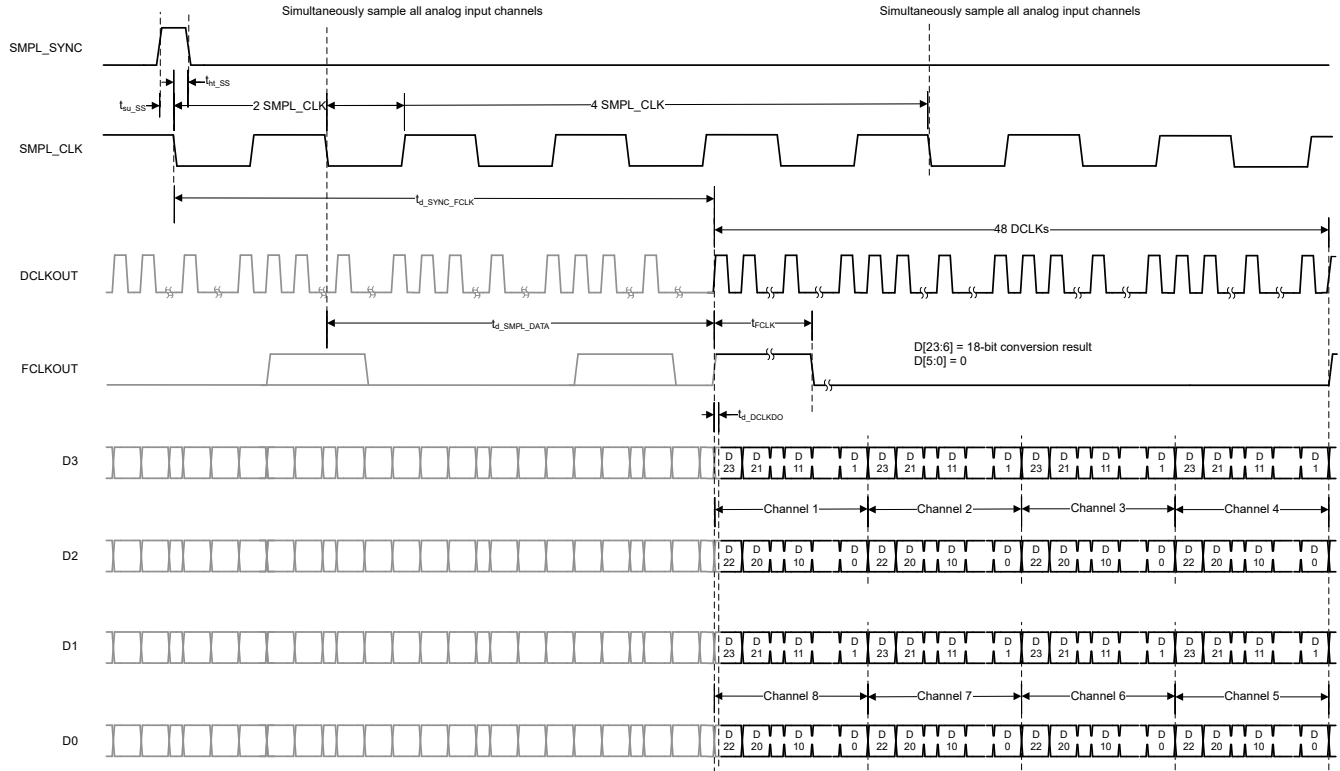 Simultaneously sample all analog input channels
Simultaneously sample all analog input channels
SMPL_SYNC
tht_SS
tsu_SS
2 SMPL_CLK
4 SMPL_CLK
SMPL_CLK
td_SYNC_FCLK
48 DCLKs
DCLKOUT
td_SMPL_DATA
tFCLK
D[23:6] = 18-bit conversion result
D[5:0] = 0
FCLKOUT
td_DCLKDO
D3
D D D D D D D D D D D D D D D D
23 21 11 1 23 21 11 1 23 21 11 1 23 21 11 1
Channel 1 Channel 2 Channel 3 Channel 4
D2
D D D D D D D D D D D D D D D D
22 20 10 0 22 20 10 0 22 20 10 0 22 20 10 0
D1
D D D D D D D D D D D D D D D D
23 21 11 1 23 21 11 1 23 21 11 1 23 21 11 1
Channel 8 Channel 7 Channel 6 Channel 5
D0
D D D D D D D D D D D D D D D D
22 20 10 0 22 20 10 0 22 20 10 0 22 20 10 0